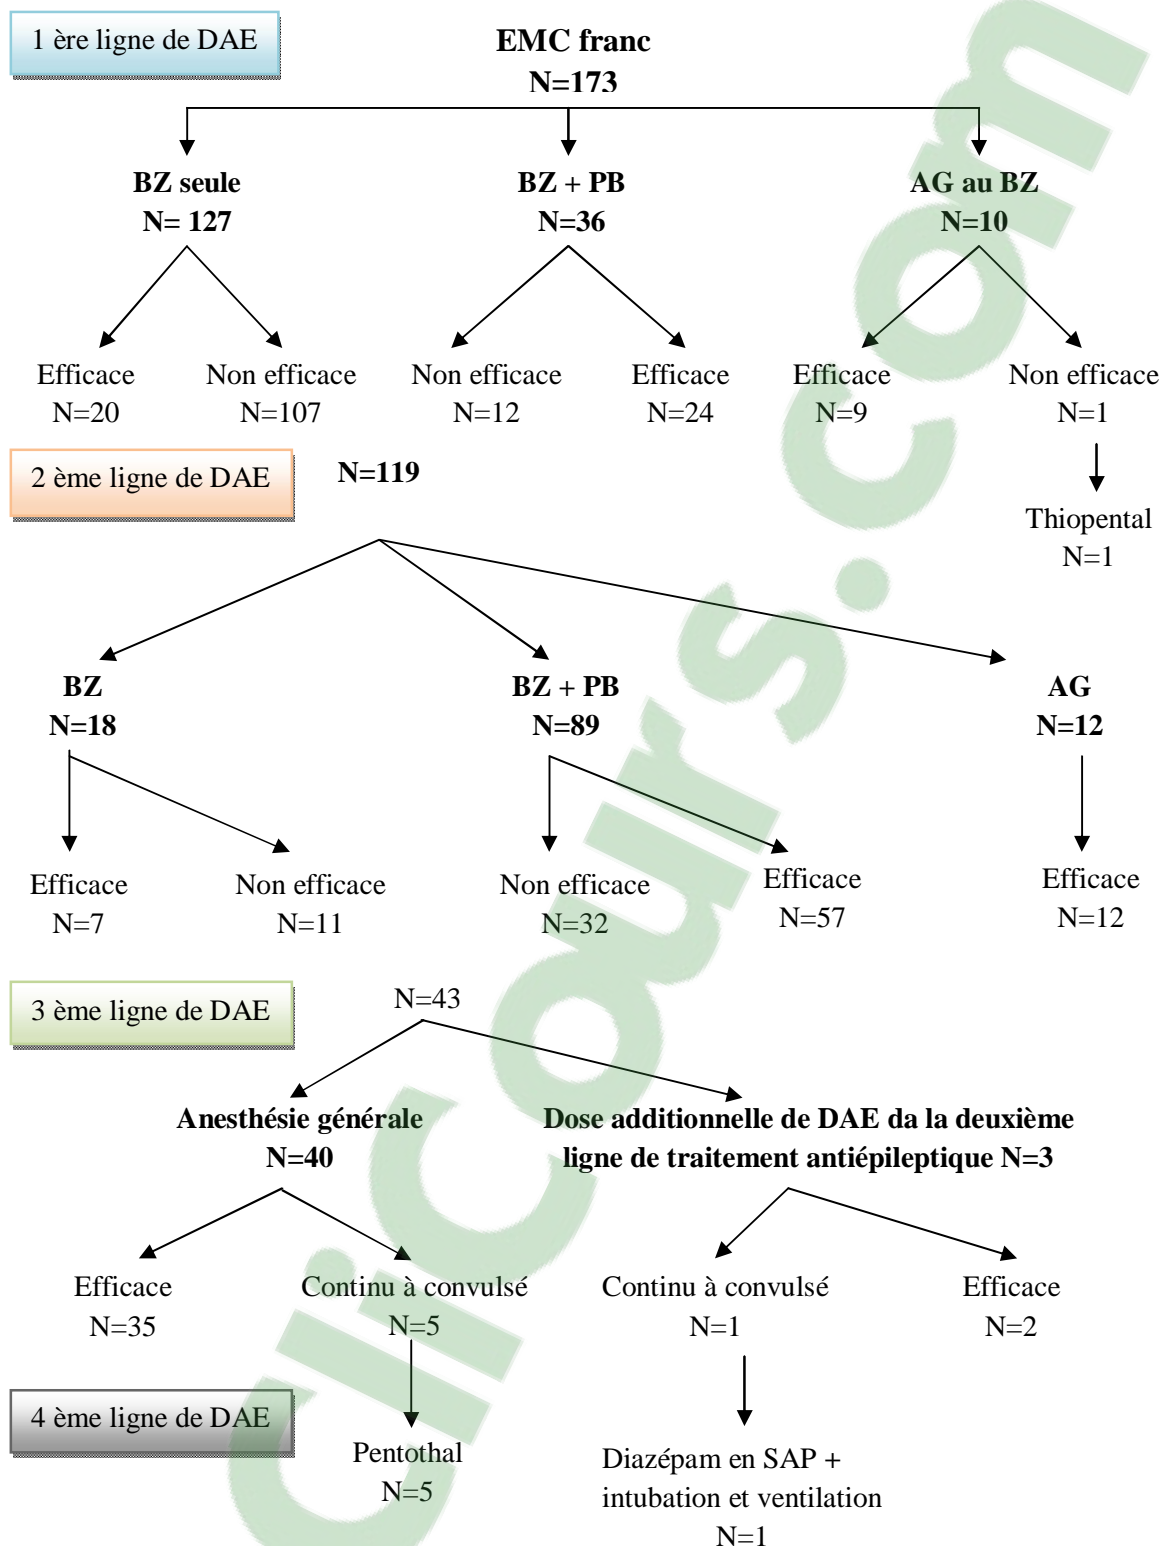 1 ère ligne de DAE
EMC franc
N=173
BZ seule
N= 127
BZ + PB
N=36
AG au BZ
N=10
Efficace
N=20
Non efficace
N=107
Non efficace
N=12
Efficace
N=24
Efficace
N=9
Non efficace
N=1
2 ème ligne de DAE
N=119
Thiopental
N=1
BZ
N=18
BZ + PB
N=89
AG
N=12
Efficace
N=7
Non efficace
N=11
Non efficace
N=32
Efficace
N=57
Efficace
N=12
3 ème ligne de DAE
N=43
Anesthésie générale
N=40
Dose additionnelle de DAE da la deuxième
ligne de traitement antiépileptique N=3
Efficace
N=35
Continu à convulsé
N=5
Continu à convulsé
N=1
Efficace
N=2
4 ème ligne de DAE
Pentothal
N=5
Diazépam en SAP +
intubation et ventilation
N=1
CliCours.com